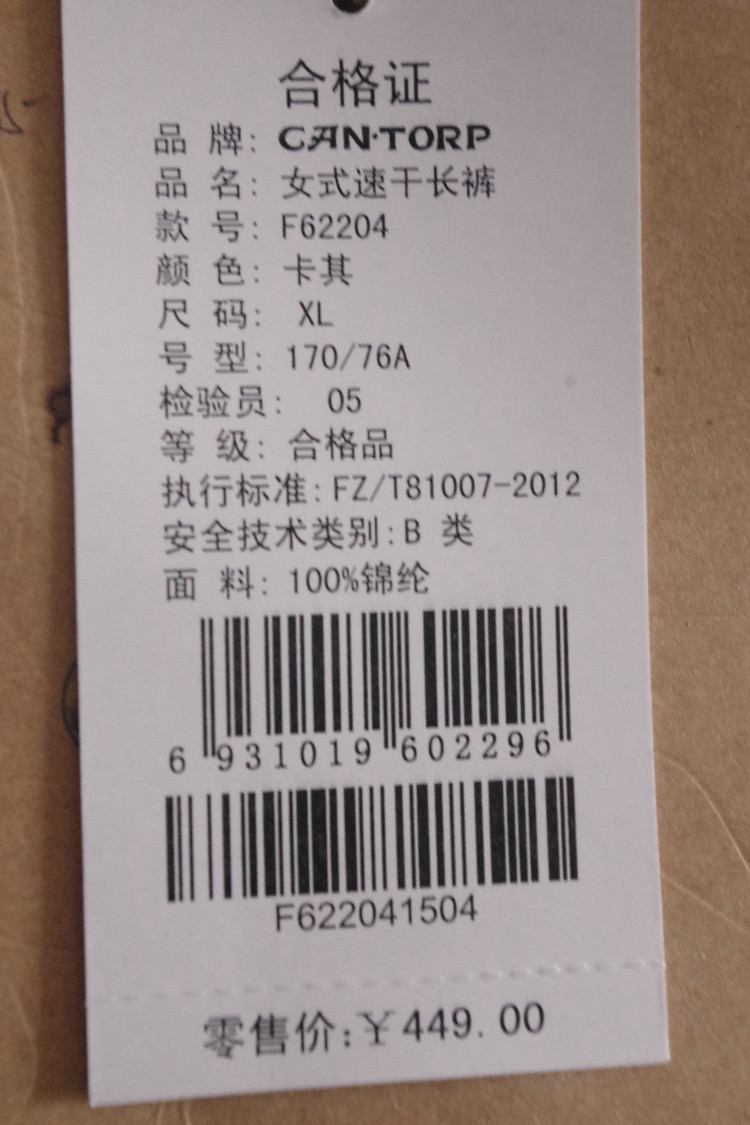 合格证
品 牌: CAN·TORP
品 名: 女式速干长裤
款 号: F62204
颜 色: 卡其
尺 码: XL
号 型: 170/76A
检验员: 05
等 级: 合格品
执行标准: FZ/T81007-2012
安全技术类别: B 类
面 料: 100%锦纶
6 931019 602296
F622041504
零售价: ¥449.00